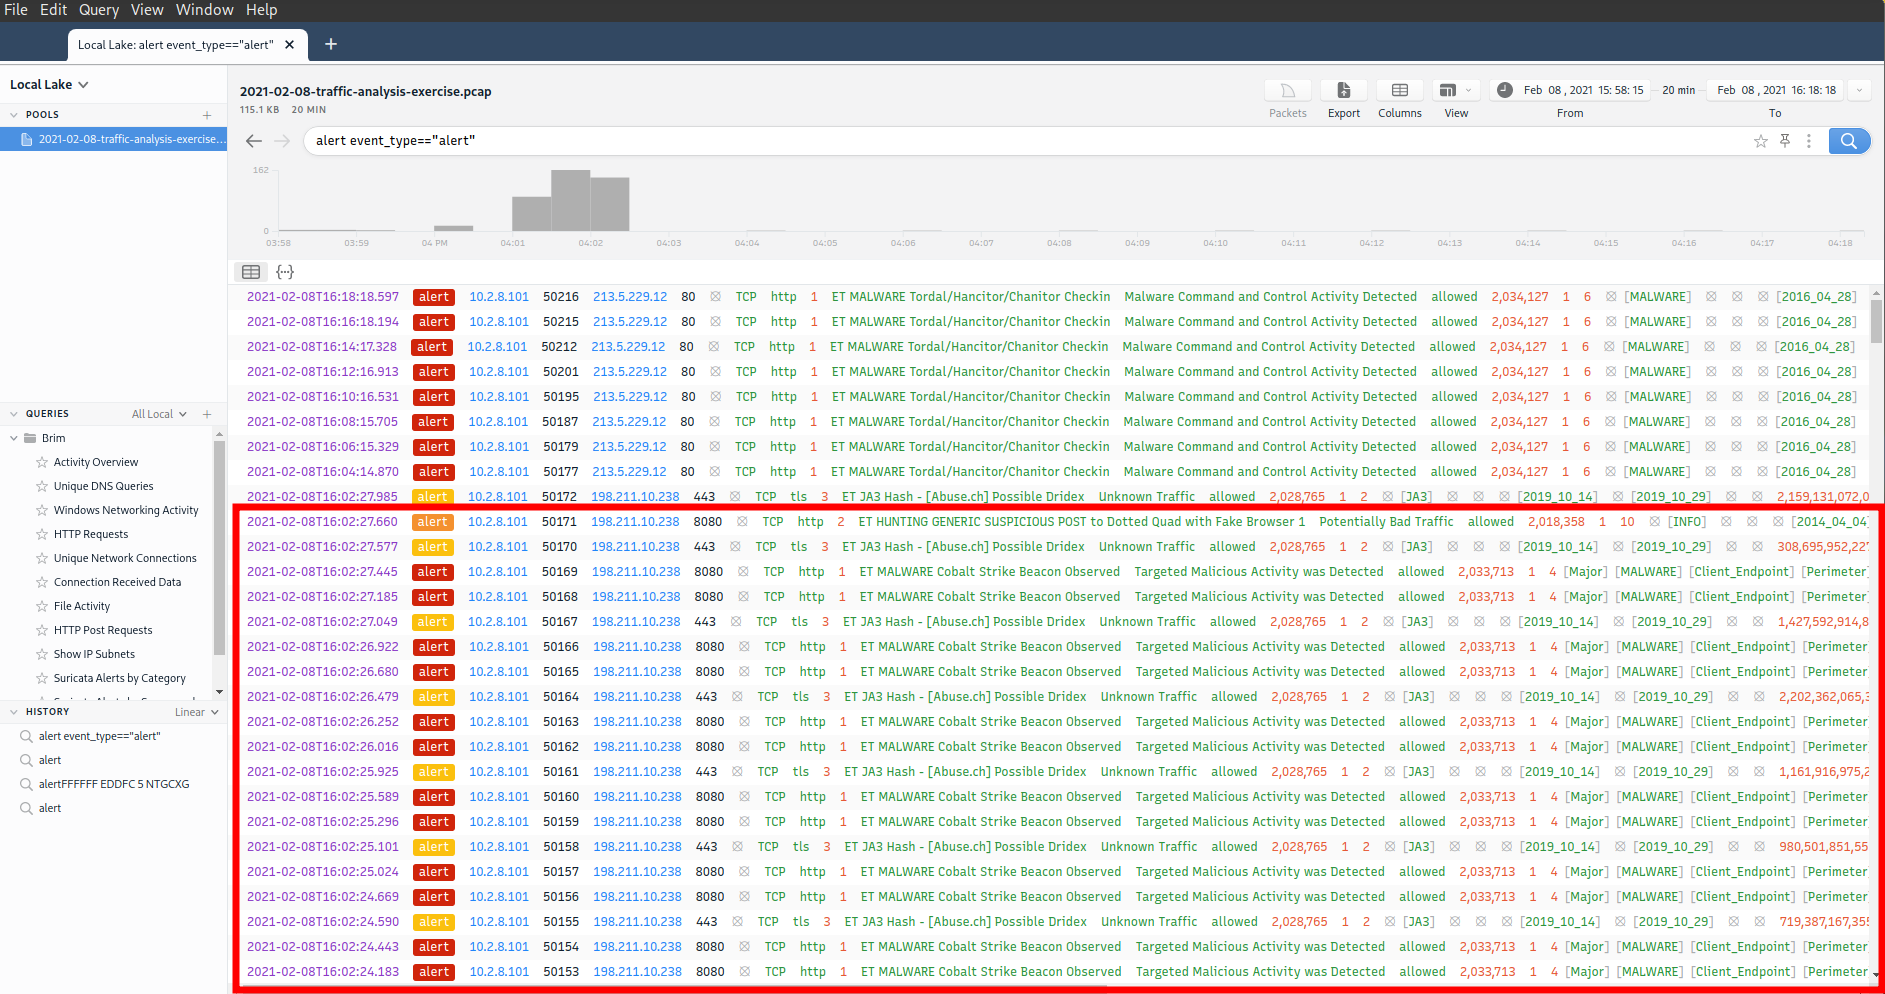 File Edit Query View Window Help
Local Lake: alert event_type=="alert" × +
Local Lake
POOLS +
2021-02-08-traffic-analysis-exercise...
2021-02-08-traffic-analysis-exercise.pcap
115.1 KB 20 MIN
Packets Export Columns View
Feb 08 , 2021 15: 58: 15 20 min Feb 08 , 2021 16: 18: 18
From To
alert event_type=="alert"
162
0
03:58 03:59 04 PM 04:01 04:02 04:03 04:04 04:05 04:06 04:07 04:08 04:09 04:10 04:11 04:12 04:13 04:14 04:15 04:16 04:17 04:18
2021-02-08T16:18:18.597 alert 10.2.8.101 50216 213.5.229.12 80 TCP http 1 ET MALWARE Tordal/Hancitor/Chanitor Checkin Malware Command and Control Activity Detected allowed 2,034,127 1 6 [MALWARE] [2016_04_28]
2021-02-08T16:16:18.194 alert 10.2.8.101 50215 213.5.229.12 80 TCP http 1 ET MALWARE Tordal/Hancitor/Chanitor Checkin Malware Command and Control Activity Detected allowed 2,034,127 1 6 [MALWARE] [2016_04_28]
2021-02-08T16:14:17.328 alert 10.2.8.101 50212 213.5.229.12 80 TCP http 1 ET MALWARE Tordal/Hancitor/Chanitor Checkin Malware Command and Control Activity Detected allowed 2,034,127 1 6 [MALWARE] [2016_04_28]
2021-02-08T16:12:16.913 alert 10.2.8.101 50201 213.5.229.12 80 TCP http 1 ET MALWARE Tordal/Hancitor/Chanitor Checkin Malware Command and Control Activity Detected allowed 2,034,127 1 6 [MALWARE] [2016_04_28]
2021-02-08T16:10:16.531 alert 10.2.8.101 50195 213.5.229.12 80 TCP http 1 ET MALWARE Tordal/Hancitor/Chanitor Checkin Malware Command and Control Activity Detected allowed 2,034,127 1 6 [MALWARE] [2016_04_28]
2021-02-08T16:08:15.705 alert 10.2.8.101 50187 213.5.229.12 80 TCP http 1 ET MALWARE Tordal/Hancitor/Chanitor Checkin Malware Command and Control Activity Detected allowed 2,034,127 1 6 [MALWARE] [2016_04_28]
2021-02-08T16:06:15.329 alert 10.2.8.101 50179 213.5.229.12 80 TCP http 1 ET MALWARE Tordal/Hancitor/Chanitor Checkin Malware Command and Control Activity Detected allowed 2,034,127 1 6 [MALWARE] [2016_04_28]
2021-02-08T16:04:14.870 alert 10.2.8.101 50177 213.5.229.12 80 TCP http 1 ET MALWARE Tordal/Hancitor/Chanitor Checkin Malware Command and Control Activity Detected allowed 2,034,127 1 6 [MALWARE] [2016_04_28]
2021-02-08T16:02:27.985 alert 10.2.8.101 50172 198.211.10.238 443 TCP tls 3 ET JA3 Hash - [Abuse.ch] Possible Dridex Unknown Traffic allowed 2,028,765 1 2 [JA3] [2019_10_14] [2019_10_29] 2,159,131,072,0
2021-02-08T16:02:27.660 alert 10.2.8.101 50171 198.211.10.238 8080 TCP http 2 ET HUNTING GENERIC SUSPICIOUS POST to Dotted Quad with Fake Browser 1 Potentially Bad Traffic allowed 2,018,358 1 10 [INFO] [2014_04_04]
2021-02-08T16:02:27.577 alert 10.2.8.101 50170 198.211.10.238 443 TCP tls 3 ET JA3 Hash - [Abuse.ch] Possible Dridex Unknown Traffic allowed 2,028,765 1 2 [JA3] [2019_10_14] [2019_10_29] 308,695,952,227
2021-02-08T16:02:27.445 alert 10.2.8.101 50169 198.211.10.238 8080 TCP http 1 ET MALWARE Cobalt Strike Beacon Observed Targeted Malicious Activity was Detected allowed 2,033,713 1 4 [Major] [MALWARE] [Client_Endpoint] [Perimeter
2021-02-08T16:02:27.185 alert 10.2.8.101 50168 198.211.10.238 8080 TCP http 1 ET MALWARE Cobalt Strike Beacon Observed Targeted Malicious Activity was Detected allowed 2,033,713 1 4 [Major] [MALWARE] [Client_Endpoint] [Perimeter
2021-02-08T16:02:27.049 alert 10.2.8.101 50167 198.211.10.238 443 TCP tls 3 ET JA3 Hash - [Abuse.ch] Possible Dridex Unknown Traffic allowed 2,028,765 1 2 [JA3] [2019_10_14] [2019_10_29] 1,427,592,914,8
2021-02-08T16:02:26.922 alert 10.2.8.101 50166 198.211.10.238 8080 TCP http 1 ET MALWARE Cobalt Strike Beacon Observed Targeted Malicious Activity was Detected allowed 2,033,713 1 4 [Major] [MALWARE] [Client_Endpoint] [Perimeter
2021-02-08T16:02:26.680 alert 10.2.8.101 50165 198.211.10.238 8080 TCP http 1 ET MALWARE Cobalt Strike Beacon Observed Targeted Malicious Activity was Detected allowed 2,033,713 1 4 [Major] [MALWARE] [Client_Endpoint] [Perimeter
2021-02-08T16:02:26.479 alert 10.2.8.101 50164 198.211.10.238 443 TCP tls 3 ET JA3 Hash - [Abuse.ch] Possible Dridex Unknown Traffic allowed 2,028,765 1 2 [JA3] [2019_10_14] [2019_10_29] 2,202,362,065,3
2021-02-08T16:02:26.252 alert 10.2.8.101 50163 198.211.10.238 8080 TCP http 1 ET MALWARE Cobalt Strike Beacon Observed Targeted Malicious Activity was Detected allowed 2,033,713 1 4 [Major] [MALWARE] [Client_Endpoint] [Perimeter
2021-02-08T16:02:26.016 alert 10.2.8.101 50162 198.211.10.238 8080 TCP http 1 ET MALWARE Cobalt Strike Beacon Observed Targeted Malicious Activity was Detected allowed 2,033,713 1 4 [Major] [MALWARE] [Client_Endpoint] [Perimeter
2021-02-08T16:02:25.925 alert 10.2.8.101 50161 198.211.10.238 443 TCP tls 3 ET JA3 Hash - [Abuse.ch] Possible Dridex Unknown Traffic allowed 2,028,765 1 2 [JA3] [2019_10_14] [2019_10_29] 1,161,916,975,2
2021-02-08T16:02:25.589 alert 10.2.8.101 50160 198.211.10.238 8080 TCP http 1 ET MALWARE Cobalt Strike Beacon Observed Targeted Malicious Activity was Detected allowed 2,033,713 1 4 [Major] [MALWARE] [Client_Endpoint] [Perimeter
2021-02-08T16:02:25.296 alert 10.2.8.101 50159 198.211.10.238 8080 TCP http 1 ET MALWARE Cobalt Strike Beacon Observed Targeted Malicious Activity was Detected allowed 2,033,713 1 4 [Major] [MALWARE] [Client_Endpoint] [Perimeter
2021-02-08T16:02:25.101 alert 10.2.8.101 50158 198.211.10.238 443 TCP tls 3 ET JA3 Hash - [Abuse.ch] Possible Dridex Unknown Traffic allowed 2,028,765 1 2 [JA3] [2019_10_14] [2019_10_29] 980,501,851,55
2021-02-08T16:02:25.024 alert 10.2.8.101 50157 198.211.10.238 8080 TCP http 1 ET MALWARE Cobalt Strike Beacon Observed Targeted Malicious Activity was Detected allowed 2,033,713 1 4 [Major] [MALWARE] [Client_Endpoint] [Perimeter
2021-02-08T16:02:24.669 alert 10.2.8.101 50156 198.211.10.238 8080 TCP http 1 ET MALWARE Cobalt Strike Beacon Observed Targeted Malicious Activity was Detected allowed 2,033,713 1 4 [Major] [MALWARE] [Client_Endpoint] [Perimeter
2021-02-08T16:02:24.590 alert 10.2.8.101 50155 198.211.10.238 443 TCP tls 3 ET JA3 Hash - [Abuse.ch] Possible Dridex Unknown Traffic allowed 2,028,765 1 2 [JA3] [2019_10_14] [2019_10_29] 719,387,167,355
2021-02-08T16:02:24.443 alert 10.2.8.101 50154 198.211.10.238 8080 TCP http 1 ET MALWARE Cobalt Strike Beacon Observed Targeted Malicious Activity was Detected allowed 2,033,713 1 4 [Major] [MALWARE] [Client_Endpoint] [Perimeter
2021-02-08T16:02:24.183 alert 10.2.8.101 50153 198.211.10.238 8080 TCP http 1 ET MALWARE Cobalt Strike Beacon Observed Targeted Malicious Activity was Detected allowed 2,033,713 1 4 [Major] [MALWARE] [Client_Endpoint] [Perimeter
QUERIES All Local +
Brim
Activity Overview
Unique DNS Queries
Windows Networking Activity
HTTP Requests
Unique Network Connections
Connection Received Data
File Activity
HTTP Post Requests
Show IP Subnets
Suricata Alerts by Category
HISTORY Linear
alert event_type=="alert"
alert
alertFFFFFF EDDFC 5 NTGCXG
alert